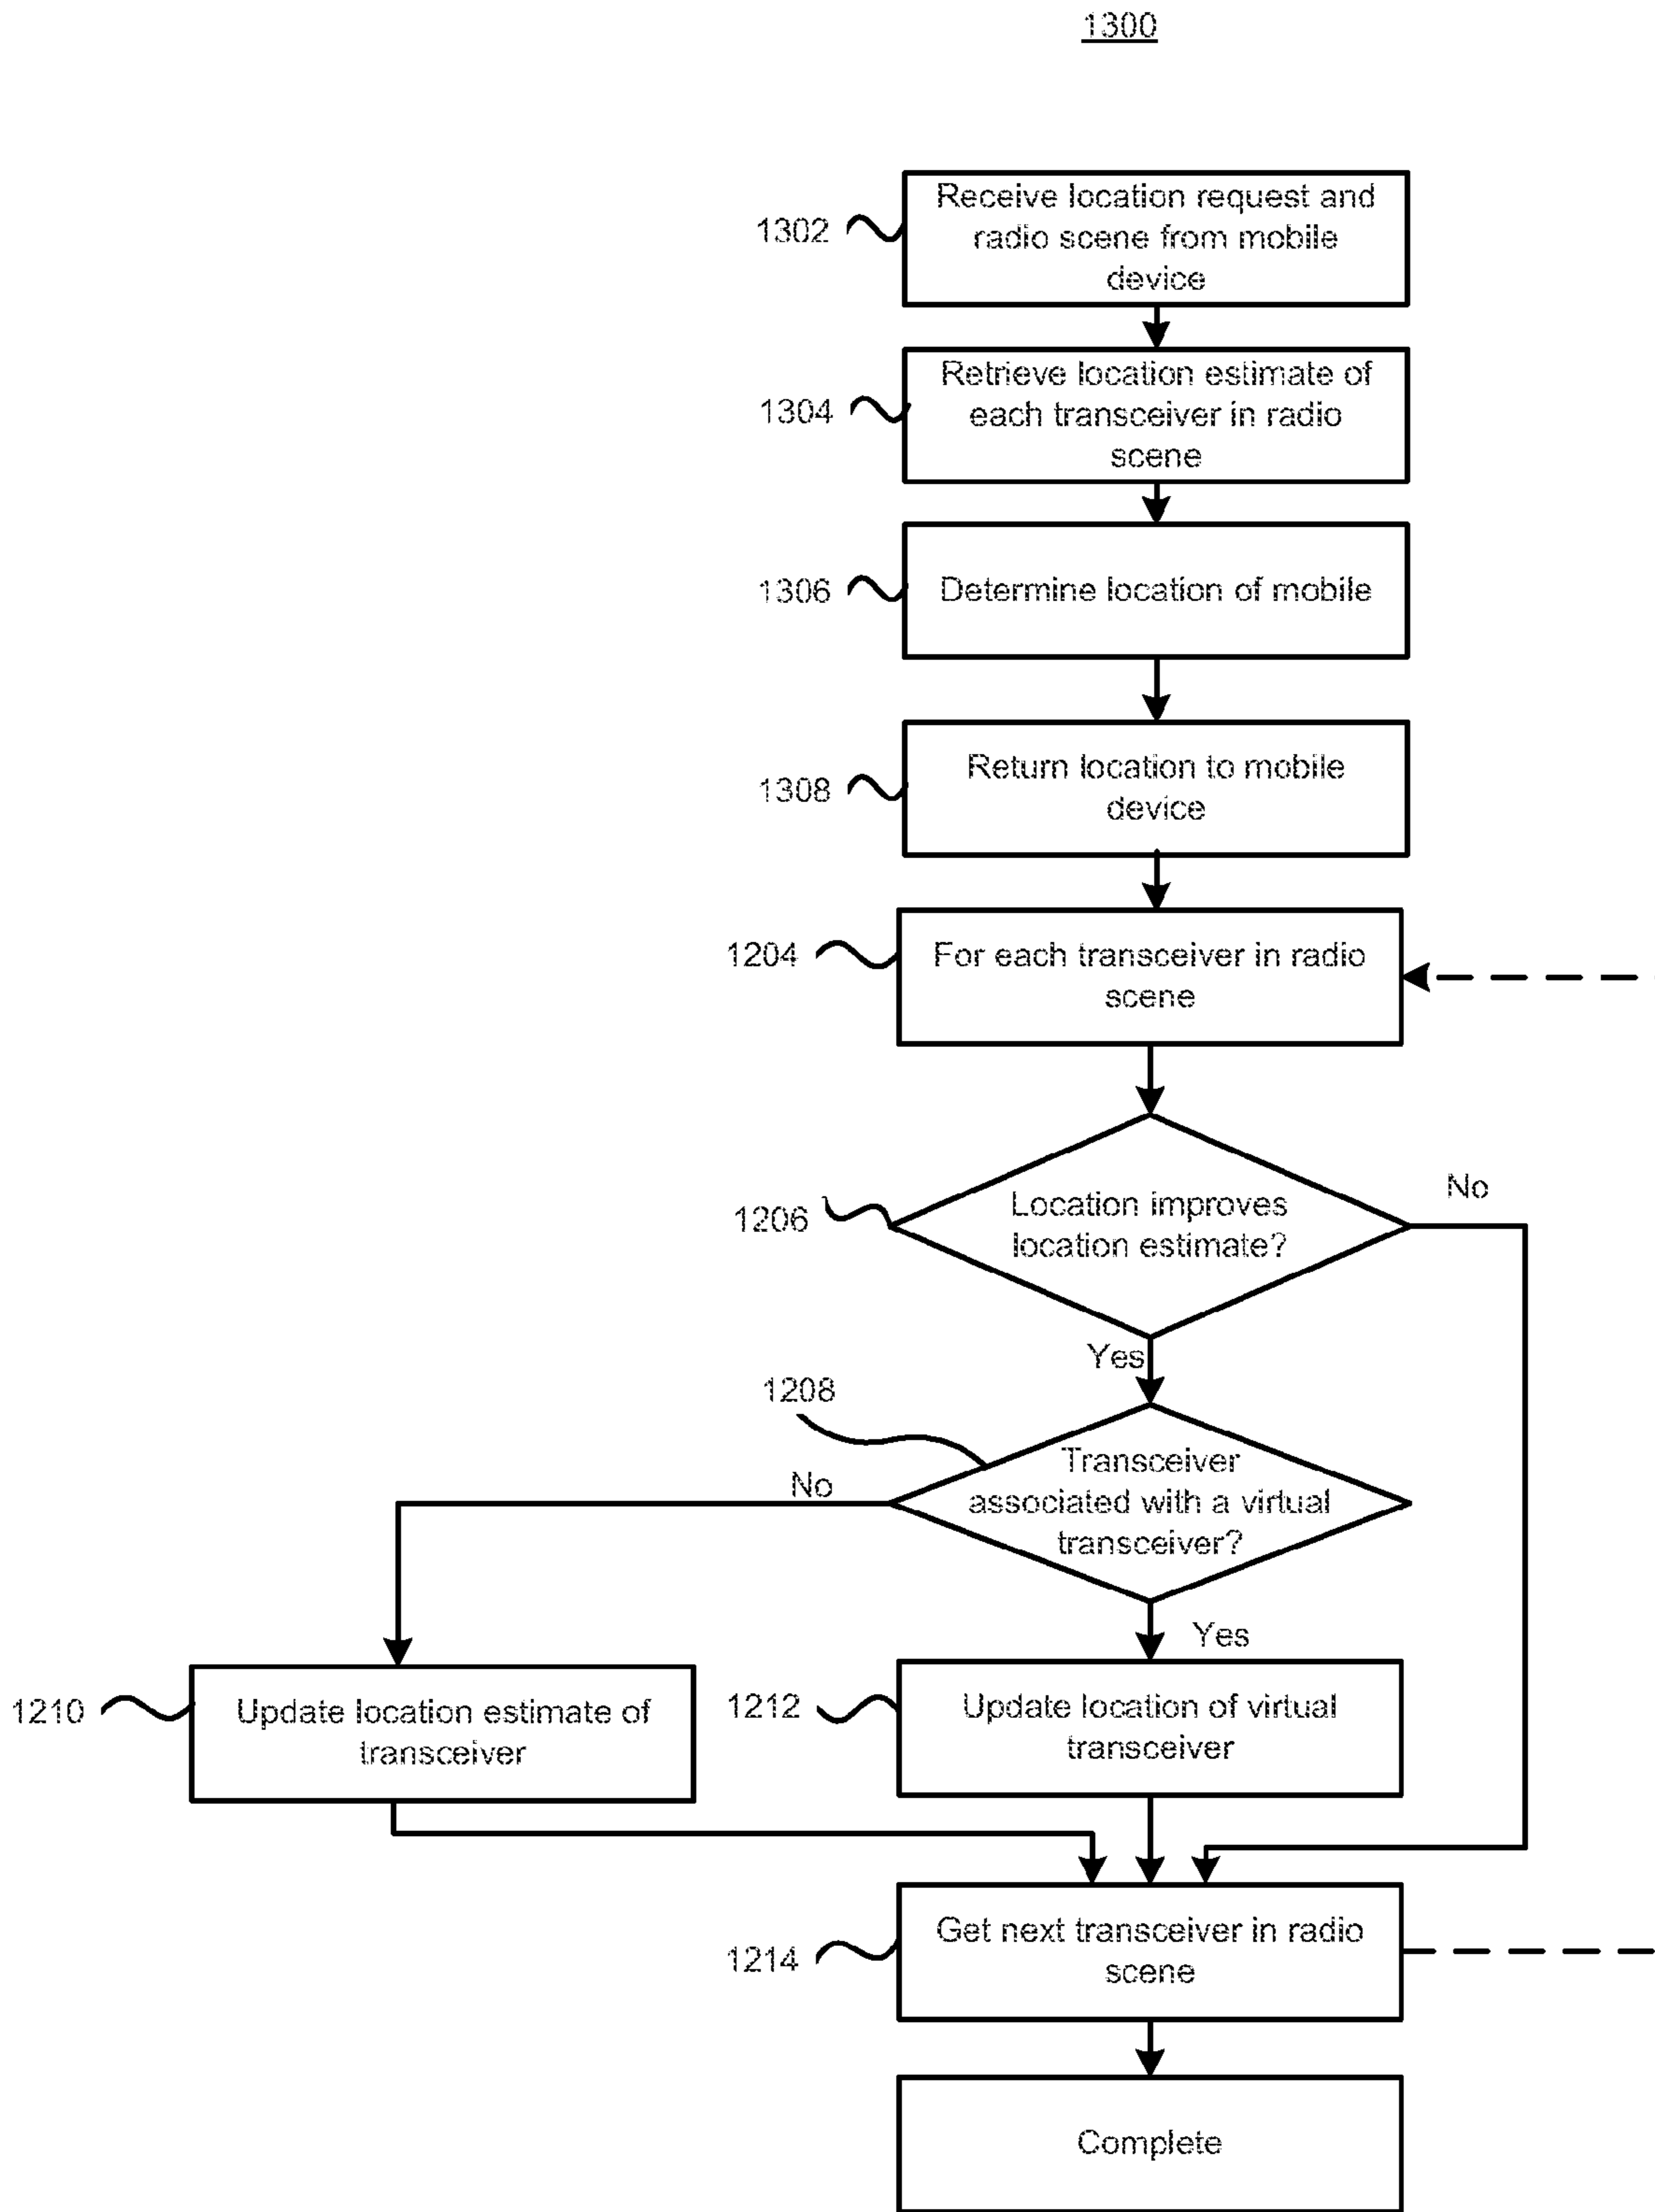 1300
1302
Receive location request and
radio scene from mobile
device
1304
Retrieve location estimate of
each transceiver in radio
scene
1306
Determine location of mobile
1308
Return location to mobile
device
1204
For each transceiver in radio
scene
1206
Location improves
location estimate?
No
Yes
1208
Transceiver
associated with a virtual
transceiver?
No
Yes
1210
Update location estimate of
transceiver
1212
Update location of virtual
transceiver
1214
Get next transceiver in radio
scene
Complete